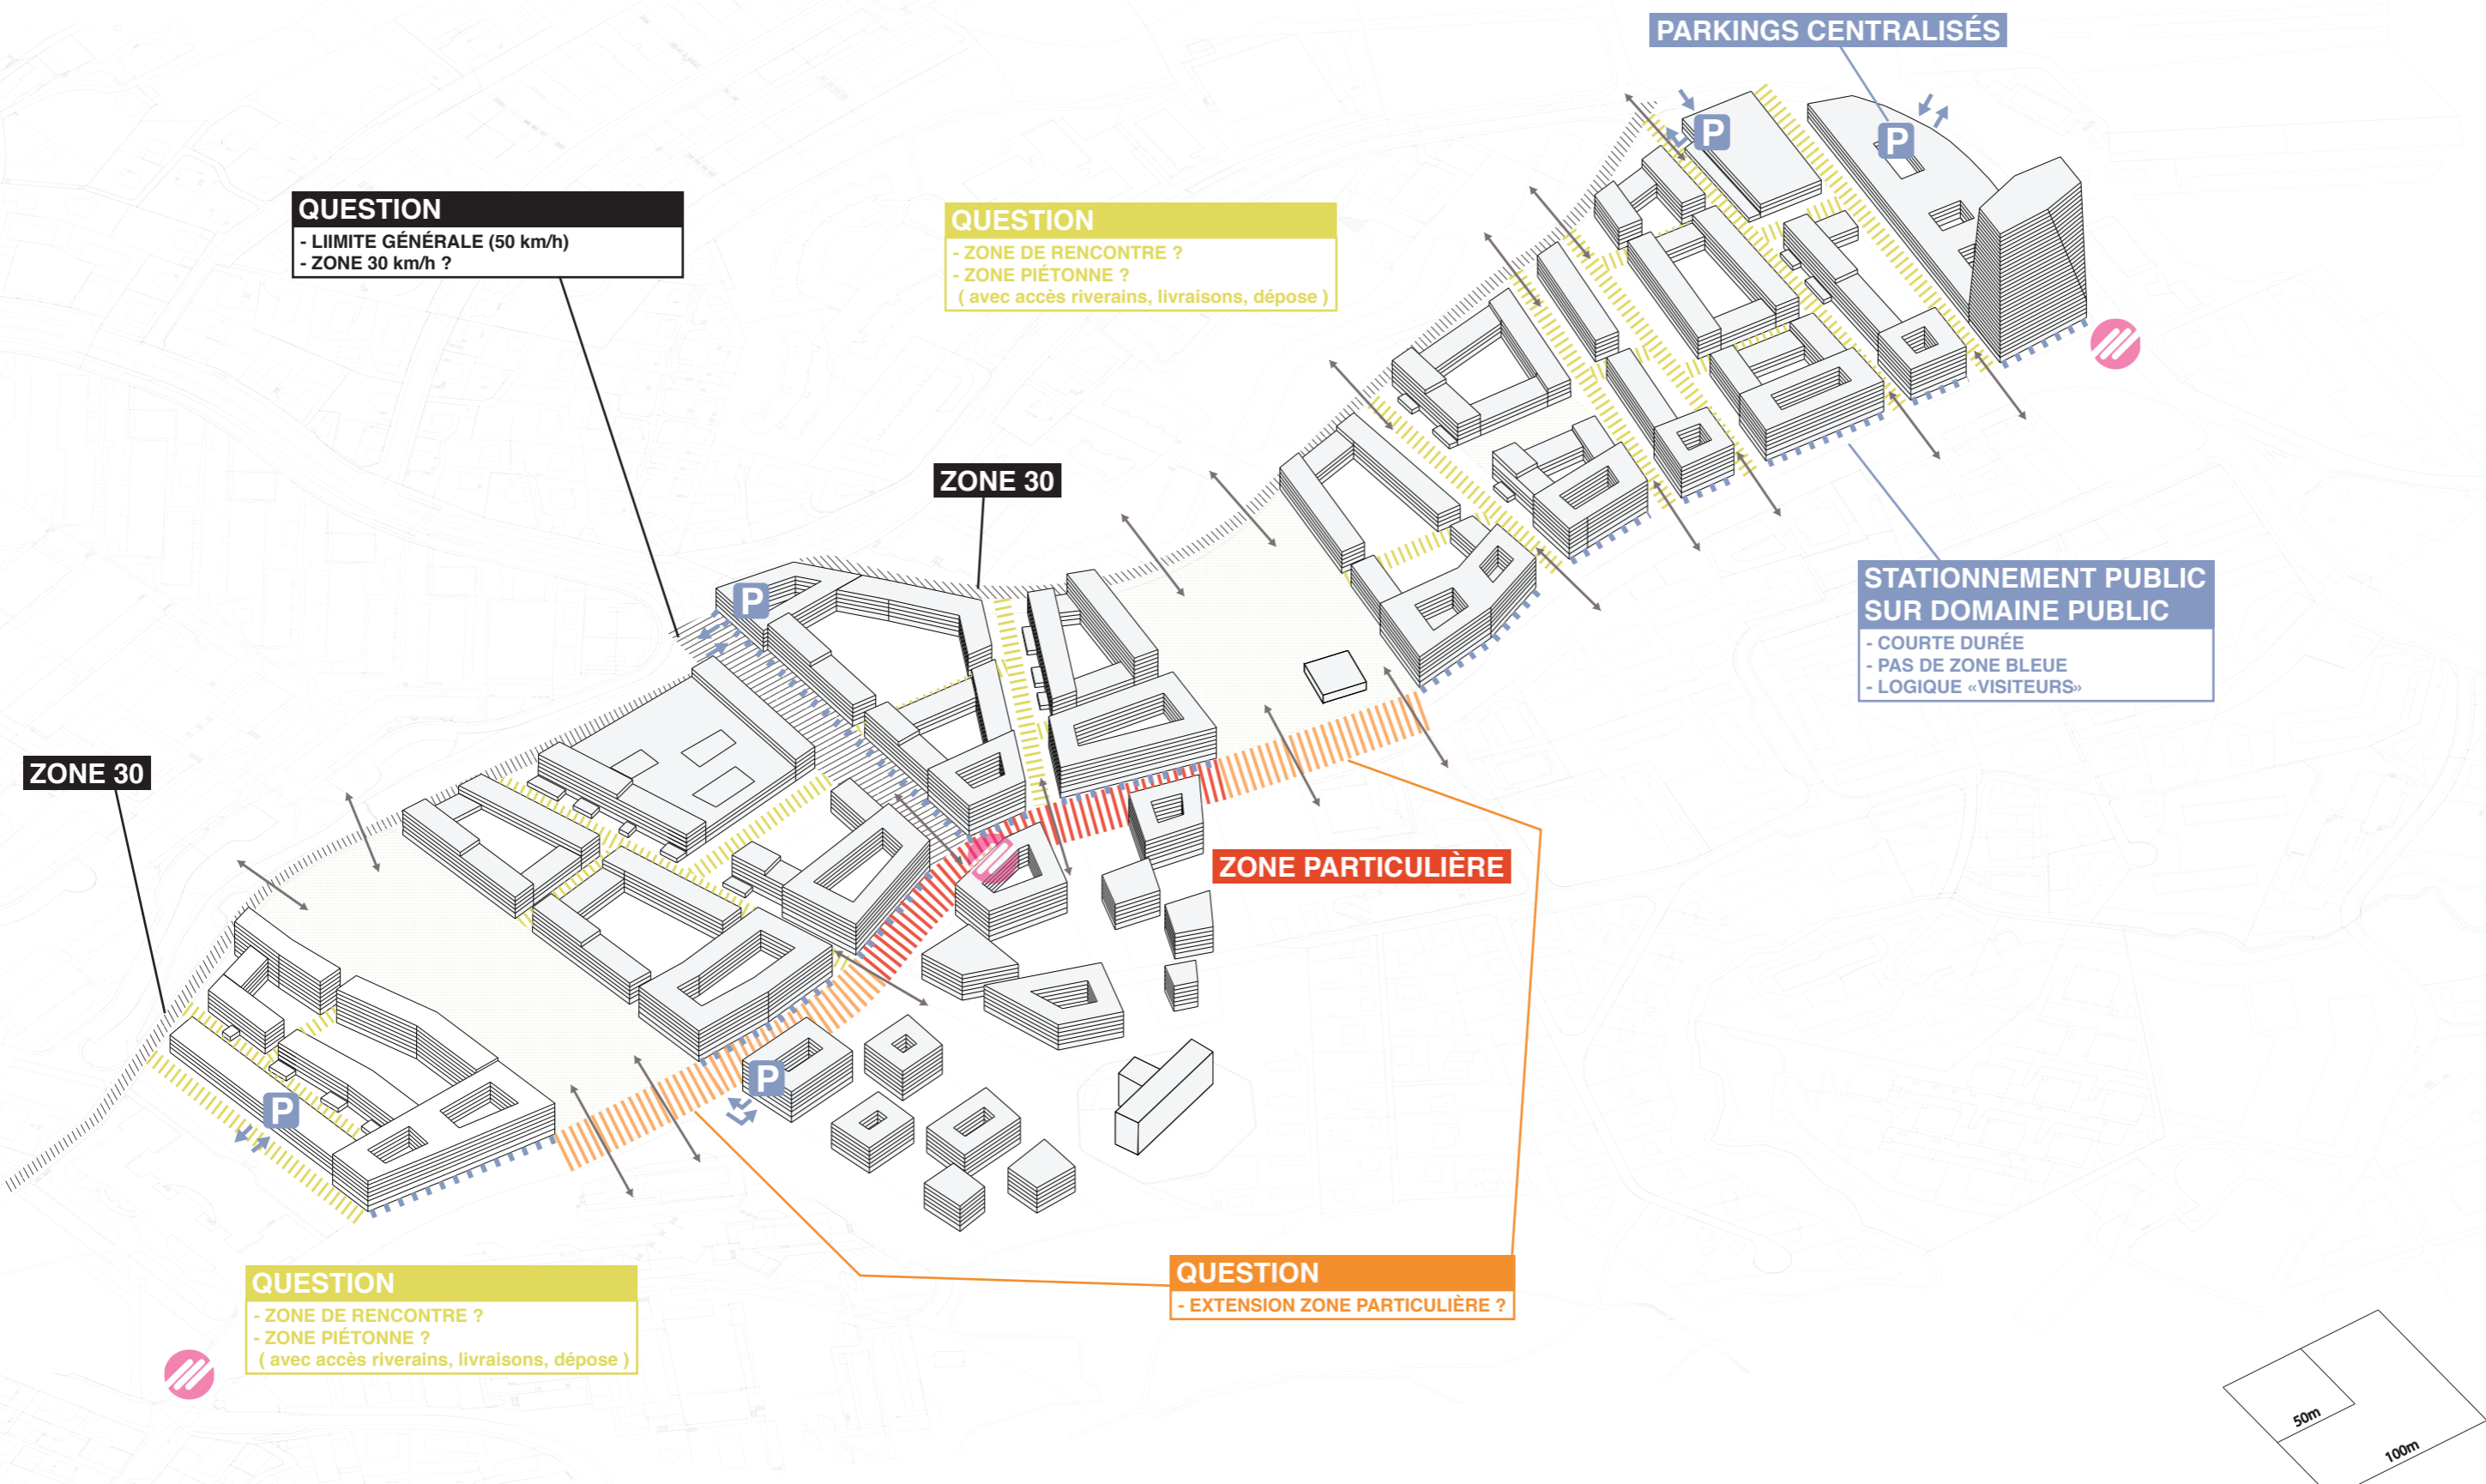 PARKINGS CENTRALISÉS
P
P
QUESTION
- LIIMITE GÉNÉRALE (50 km/h)
- ZONE 30 km/h ?
QUESTION
- ZONE DE RENCONTRE ?
- ZONE PIÉTONNE ?
( avec accès riverains, livraisons, dépose )
ZONE 30
P
STATIONNEMENT PUBLIC
SUR DOMAINE PUBLIC
- COURTE DURÉE
- PAS DE ZONE BLEUE
- LOGIQUE «VISITEURS»
ZONE 30
ZONE PARTICULIÈRE
P
P
QUESTION
- ZONE DE RENCONTRE ?
- ZONE PIÉTONNE ?
( avec accès riverains, livraisons, dépose )
QUESTION
- EXTENSION ZONE PARTICULIÈRE ?
50m
100m